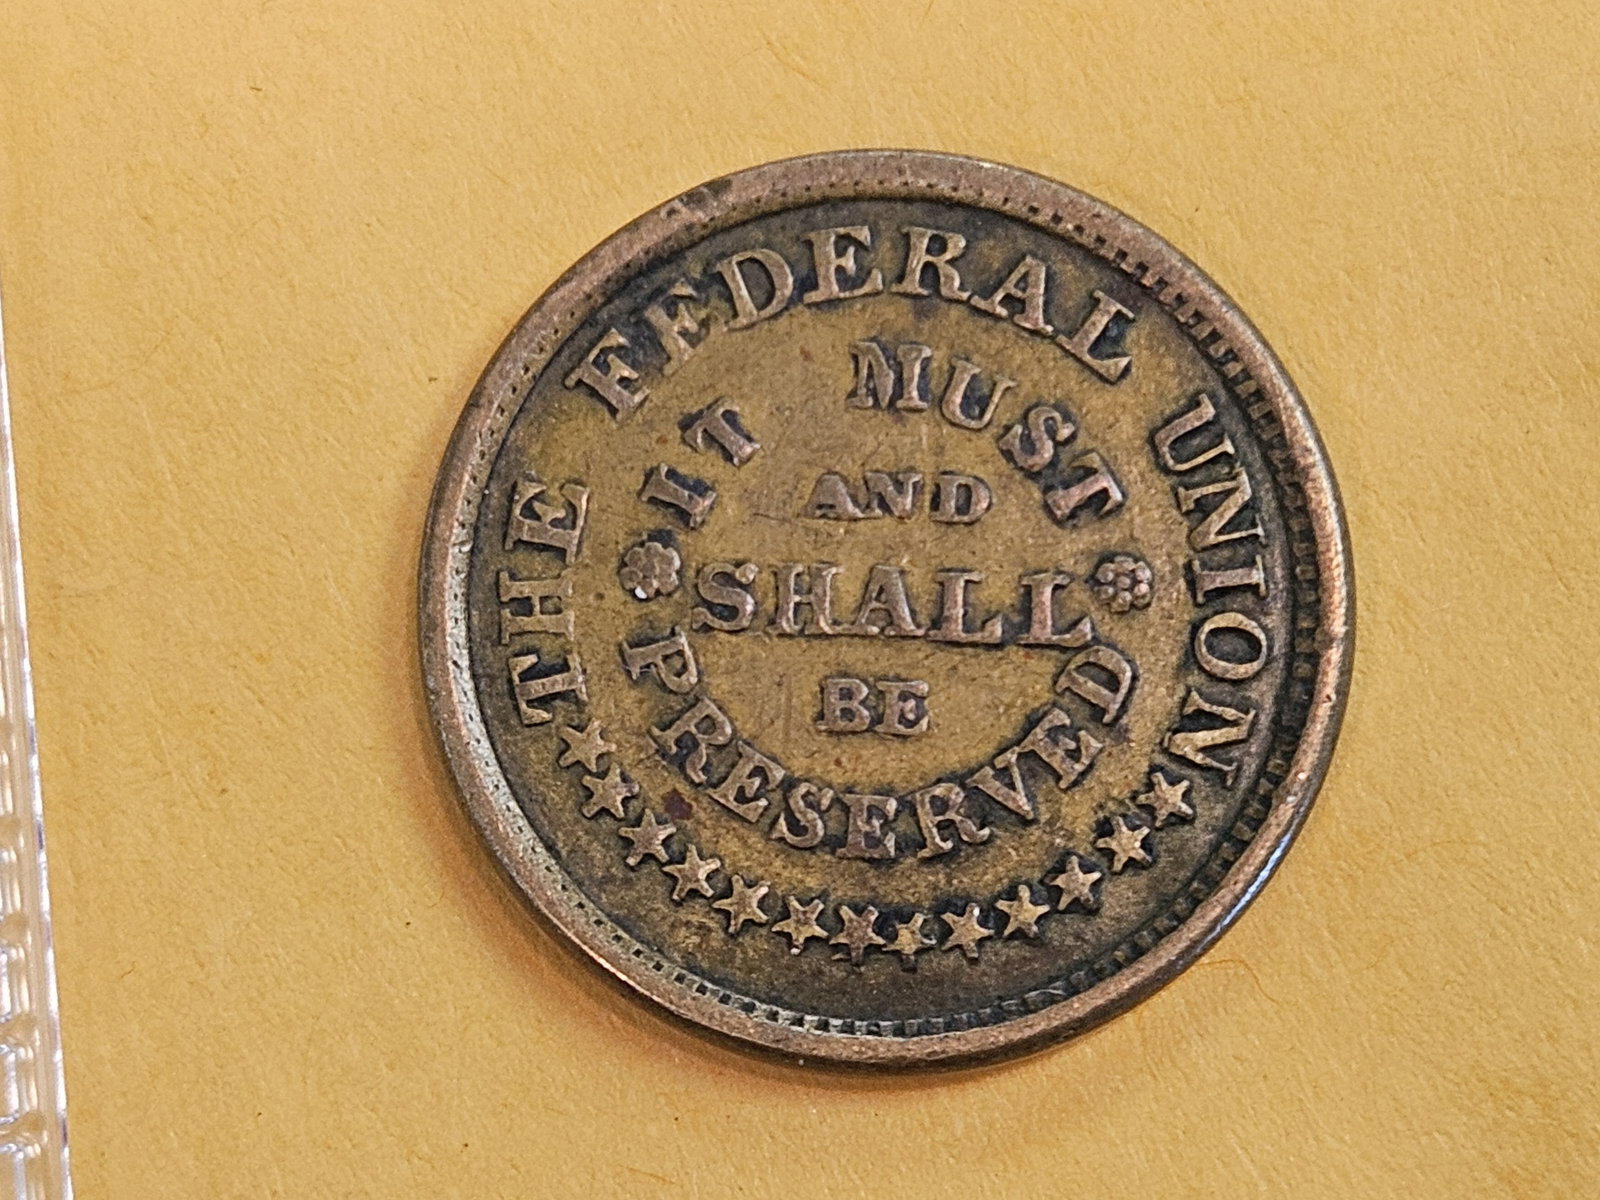 THE FEDERAL UNION
IT MUST
AND
SHALL
BE
PRESERVED